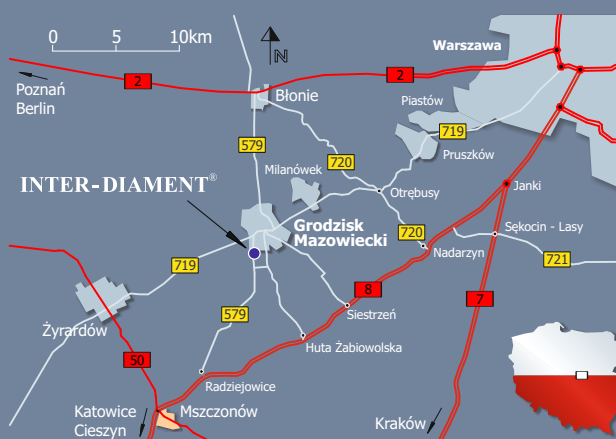 0 5 10km
N
Warszawa
2
2
Poznań
Berlin
Błonie
Piastów
719
579
Pruszków
720
Milanówek
INTER-DIAMENT®
Otrębusy
Janki
Grodzisk
Mazowiecki
720
Sękocin - Lasy
Nadarzyn
719
721
8
7
579
Siestrzeń
Żyrardów
Huta Żabiowolska
50
Radziejowice
Katowice
Cieszyn
Mszczonów
Kraków